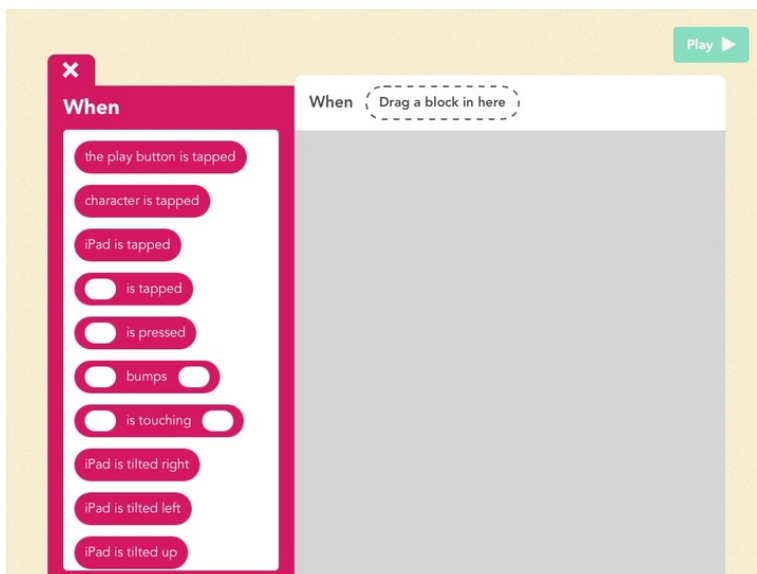 Play
When
When Drag a block in here
the play button is tapped
character is tapped
iPad is tapped
is tapped
is pressed
bumps
is touching
iPad is tilted right
iPad is tilted left
iPad is tilted up